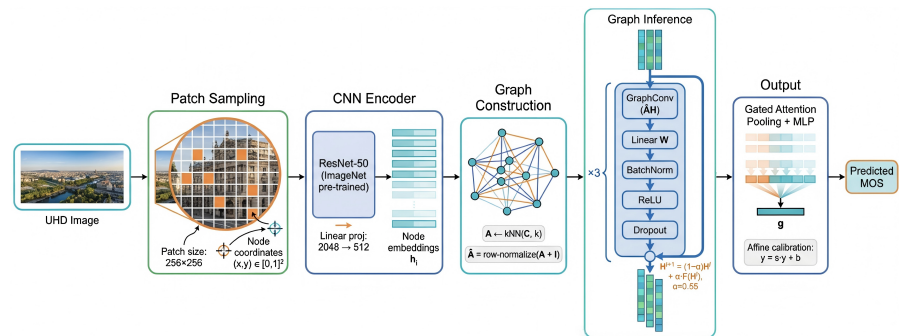 UHD Image
Patch Sampling
Patch size:
256×256
Node
coordinates
(x,y) ∈ [0,1]²
CNN Encoder
ResNet-50
(ImageNet
pre-trained)
Linear proj:
2048 → 512
Node
embeddings
hᵢ
Graph
Construction
A ← kNN(C, k)
Â = row-normalize(A + I)
Graph Inference
×3
GraphConv
(ÂH)
Linear W
BatchNorm
ReLU
Dropout
Hˡ⁺¹ = (1−α)Hˡ
+ α·F(Hˡ),
α=0.55
Output
Gated Attention
Pooling + MLP
g
Affine calibration:
y = s·y + b
Predicted
MOS